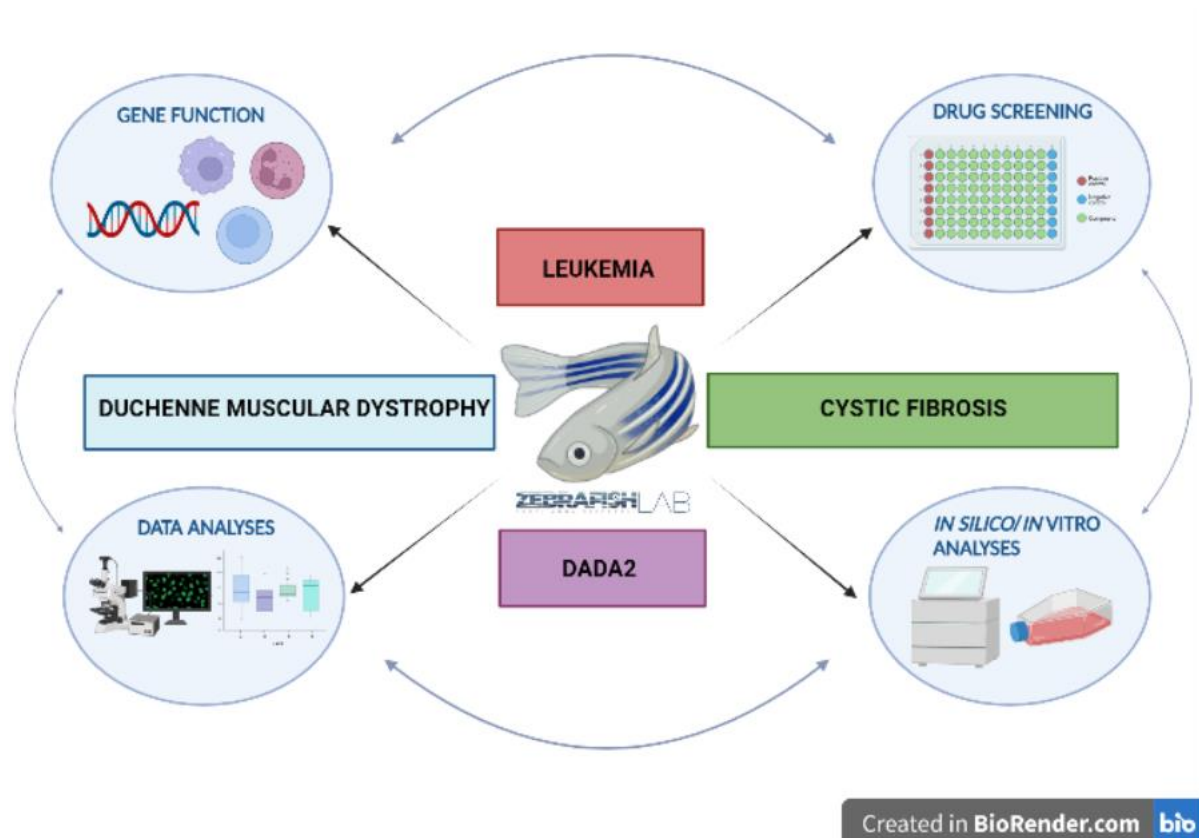 GENE FUNCTION
DRUG SCREENING
LEUKEMIA
DUCHENNE MUSCULAR DYSTROPHY
CYSTIC FIBROSIS
ZEBRAFISHLAB
DATA ANALYSES
IN SILICO/ IN VITRO
ANALYSES
DADA2
Created in BioRender.com bio